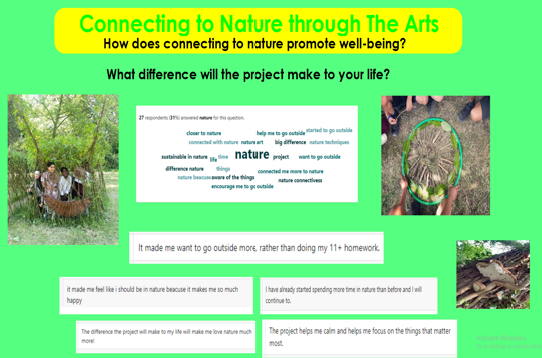 Connecting to Nature through The Arts
How does connecting to nature promote well-being?
What difference will the project make to your life?
27 respondents (31%) answered nature for this question.
closer to nature help me to go outside started to go outside
connected with nature nature art big difference nature techniques
sustainable in nature life time nature project want to go outside
difference nature things connected me more to nature
nature beacuse aware of the things nature connectivess
encourage me to go outside
It made me want to go outside more, rather than doing my 11+ homework.
it made me feel like i should be in nature beacuse it makes me so much
happy
I have already started spending more time in nature than before and I will
continue to.
The difference the project will make to my life will make me love nature much
more!
The project helps me calm and helps me focus on the things that matter
most.